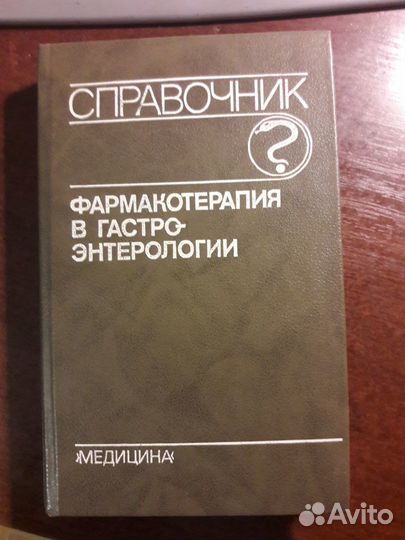 СПРАВОЧНИК
ФАРМАКОТЕРАПИЯ
В ГАСТРО-
ЭНТЕРОЛОГИИ
»МЕДИЦИНА«
Avito